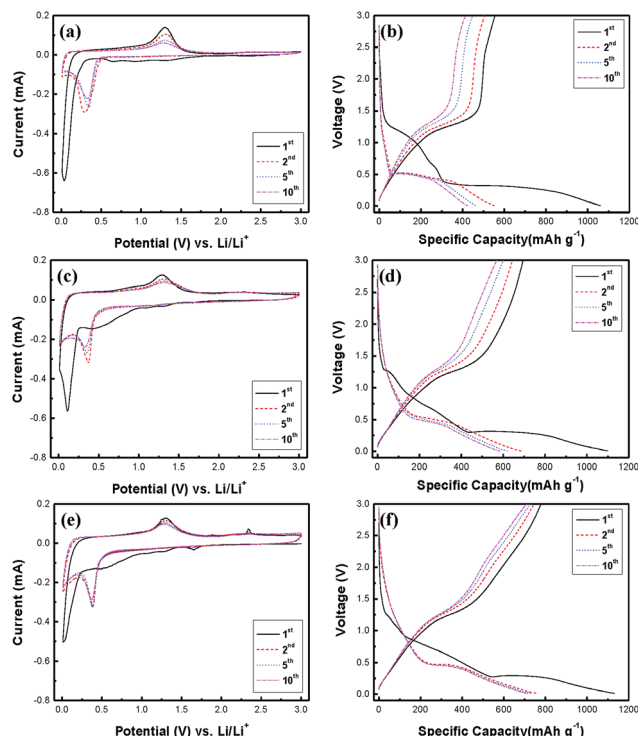 (a)
0.2
0.0
-0.2
-0.4
-0.6
-0.8
Current (mA)
1st
2nd
5th
10th
0.0 0.5 1.0 1.5 2.0 2.5 3.0
Potential (V) vs. Li/Li+
(b)
3.0
2.5
2.0
1.5
1.0
0.5
0.0
Voltage (V)
1st
2nd
5th
10th
0 200 400 600 800 1000 1200
Specific Capacity(mAh g-1)
(c)
0.2
0.0
-0.2
-0.4
-0.6
-0.8
Current (mA)
1st
2nd
5th
10th
0.0 0.5 1.0 1.5 2.0 2.5 3.0
Potential (V) vs. Li/Li+
(d)
3.0
2.5
2.0
1.5
1.0
0.5
0.0
Voltage (V)
1st
2nd
5th
10th
0 200 400 600 800 1000 1200
Specific Capacity(mAh g-1)
(e)
0.2
0.0
-0.2
-0.4
-0.6
-0.8
Current (mA)
1st
2nd
5th
10th
0.0 0.5 1.0 1.5 2.0 2.5 3.0
Potential (V) vs. Li/Li+
(f)
3.0
2.5
2.0
1.5
1.0
0.5
0.0
Voltage (V)
1st
2nd
5th
10th
0 200 400 600 800 1000 1200
Specific Capacity(mAh g-1)